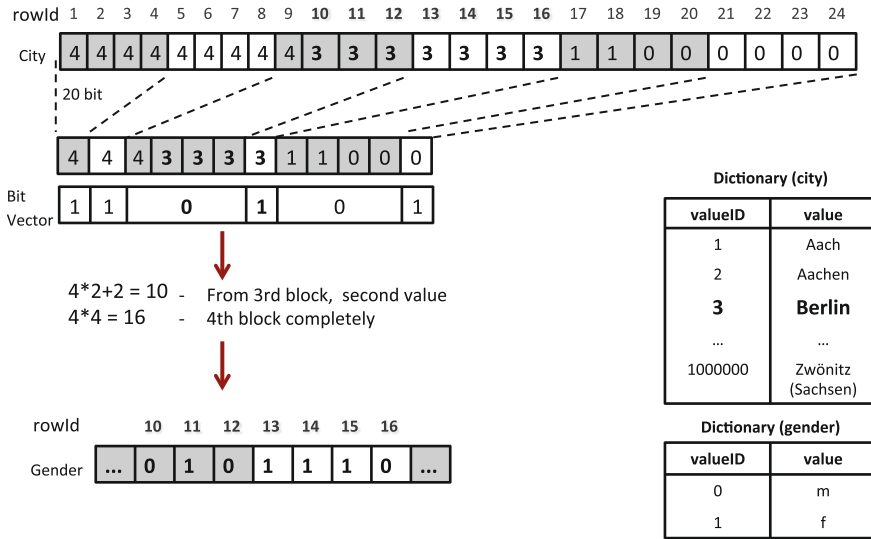 rowId 1 2 3 4 5 6 7 8 9 10 11 12 13 14 15 16 17 18 19 20 21 22 23 24
City 4 4 4 4 4 4 4 4 4 3 3 3 3 3 3 3 1 1 0 0 0 0 0 0
20 bit
4 4 4 3 3 3 3 1 1 0 0 0
Bit
Vector
1 1 0 1 0 1
4*2+2 = 10 - From 3rd block, second value
4*4 = 16 - 4th block completely
rowId 10 11 12 13 14 15 16
Gender ... 0 1 0 1 1 1 0 ...
Dictionary (city)
valueID value
1 Aach
2 Aachen
3 Berlin
... ...
1000000 Zwönitz
(Sachsen)
Dictionary (gender)
valueID value
0 m
1 f